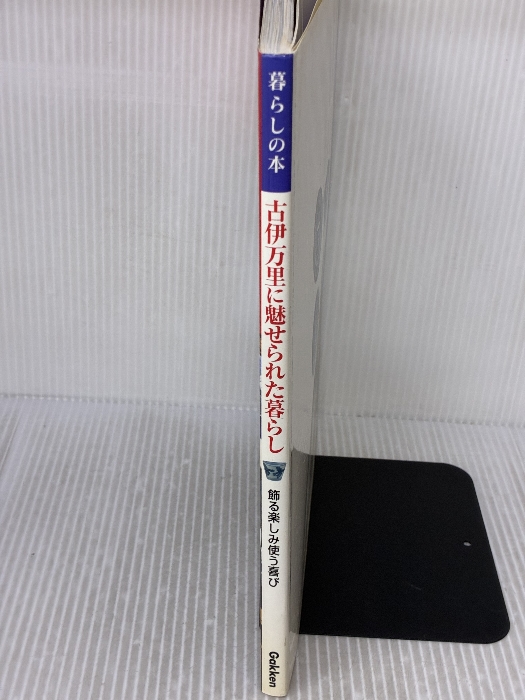 暮らしの本
古伊万里に魅せられた暮らし
飾る楽しみ使う喜び
Gakken